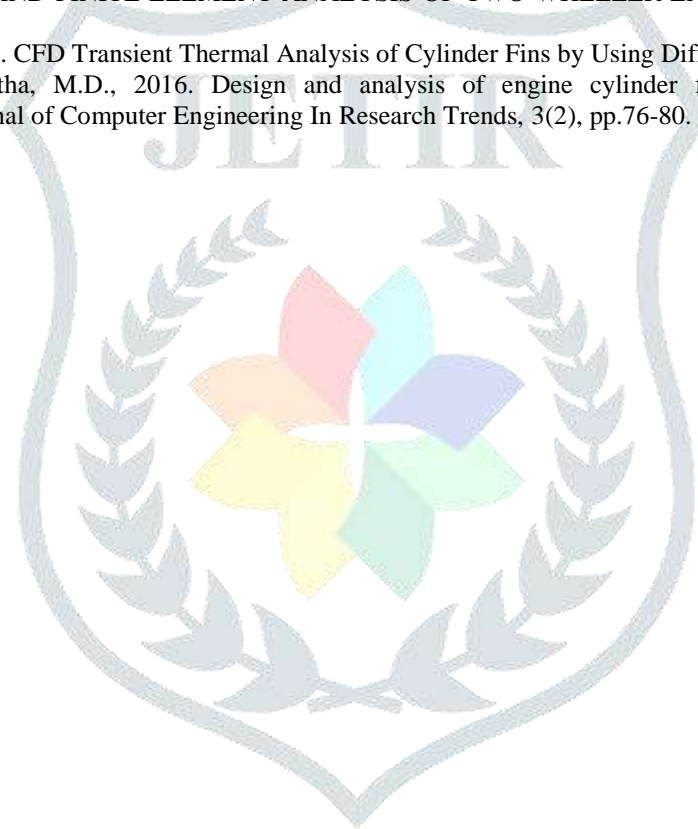 . CFD Transient Thermal Analysis of Cylinder Fins by Using
tha, M.D., 2016. Design and analysis of engine cylinder
nal of Computer Engineering In Research Trends, 3(2), pp.76-80.
JETIR